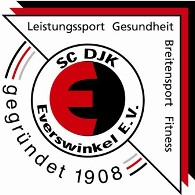 Leistungssport Gesundheit
Breitensport Fitness
SC DJK
Everswinkel E.V.
gegründet 1908